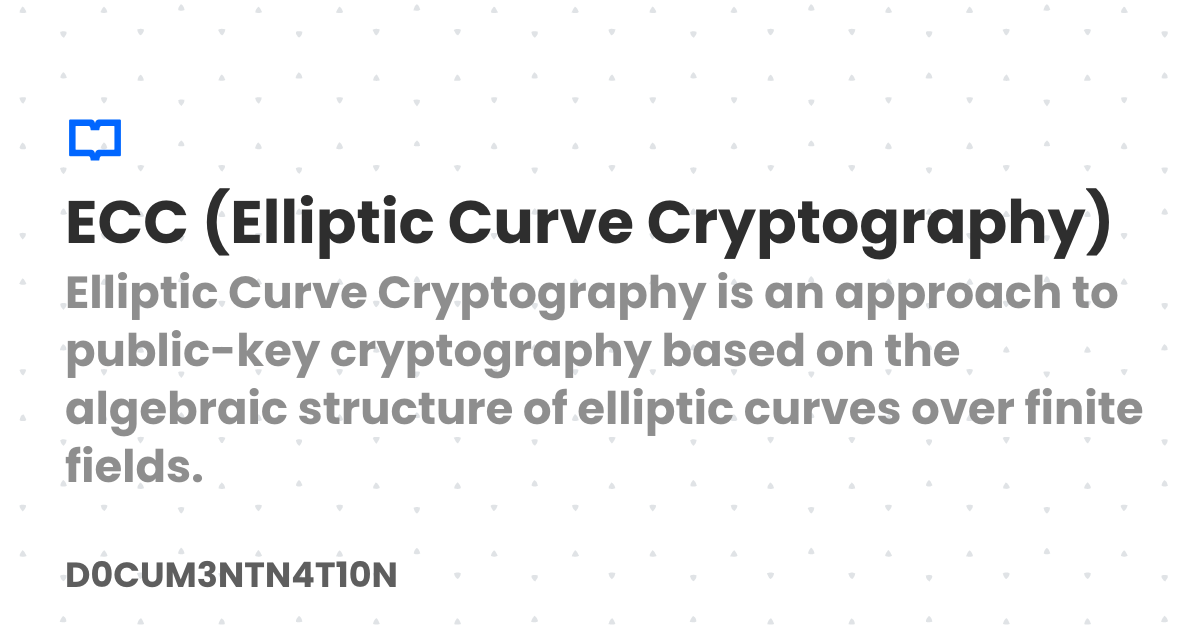 ECC (Elliptic Curve Cryptography)
Elliptic Curve Cryptography is an approach to
public-key cryptography based on the
algebraic structure of elliptic curves over finite
fields.
D0CUM3NTN4T10N